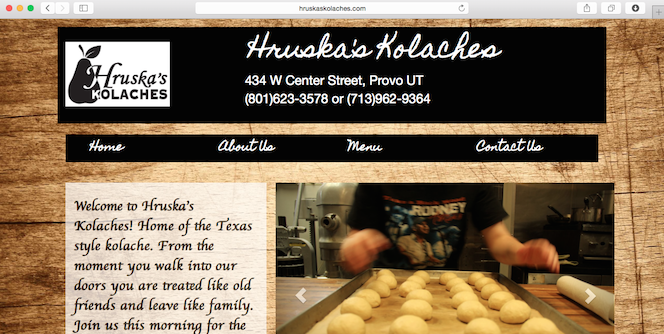 hruskaskolaches.com
Hruska's
KOLACHES
Hruska's Kolaches
434 W Center Street, Provo UT
(801)623-3578 or (713)962-9364
Home About Us Menu Contact Us
Welcome to Hruska's
Kolaches! Home of the Texas
style kolache. From the
moment you walk into our
doors you are treated like old
friends and leave like family.
Join us this morning for the